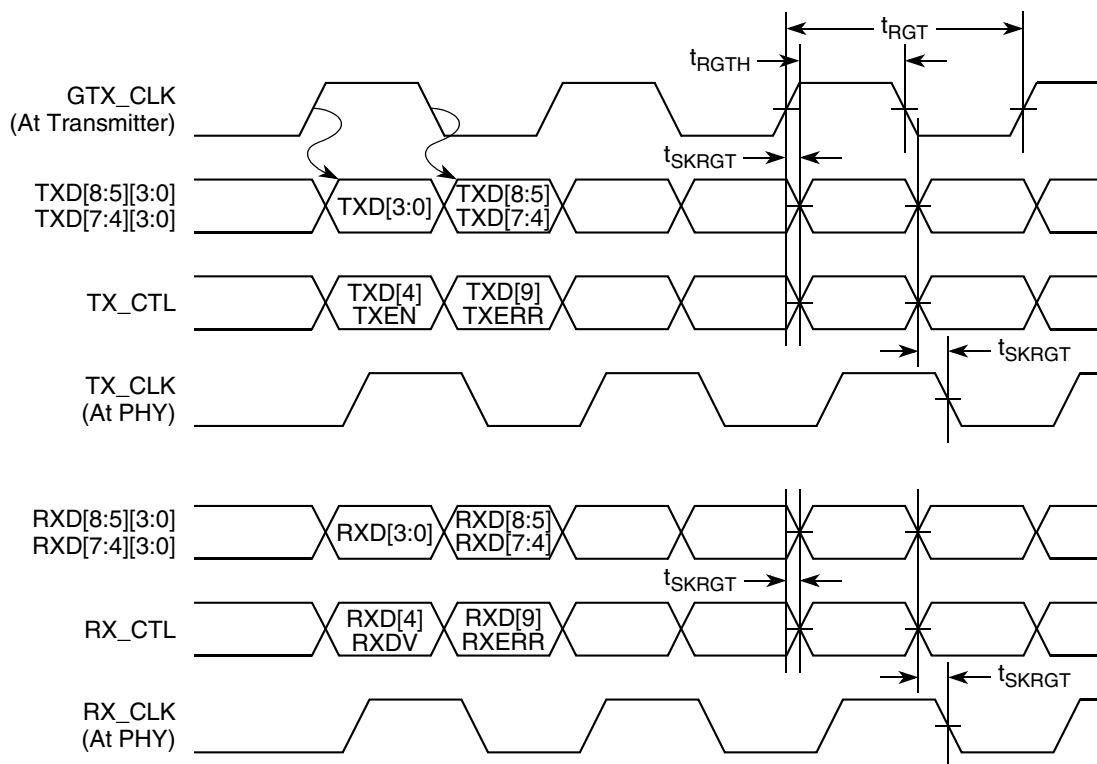 tRGT
tRGTH
GTX_CLK
(At Transmitter)
tSKRGT
TXD[8:5][3:0]
TXD[7:4][3:0]
TXD[3:0]
TXD[8:5]
TXD[7:4]
TX_CTL
TXD[4]
TXEN
TXD[9]
TXERR
tSKRGT
TX_CLK
(At PHY)
RXD[8:5][3:0]
RXD[7:4][3:0]
RXD[3:0]
RXD[8:5]
RXD[7:4]
tSKRGT
RX_CTL
RXD[4]
RXDV
RXD[9]
RXERR
tSKRGT
RX_CLK
(At PHY)